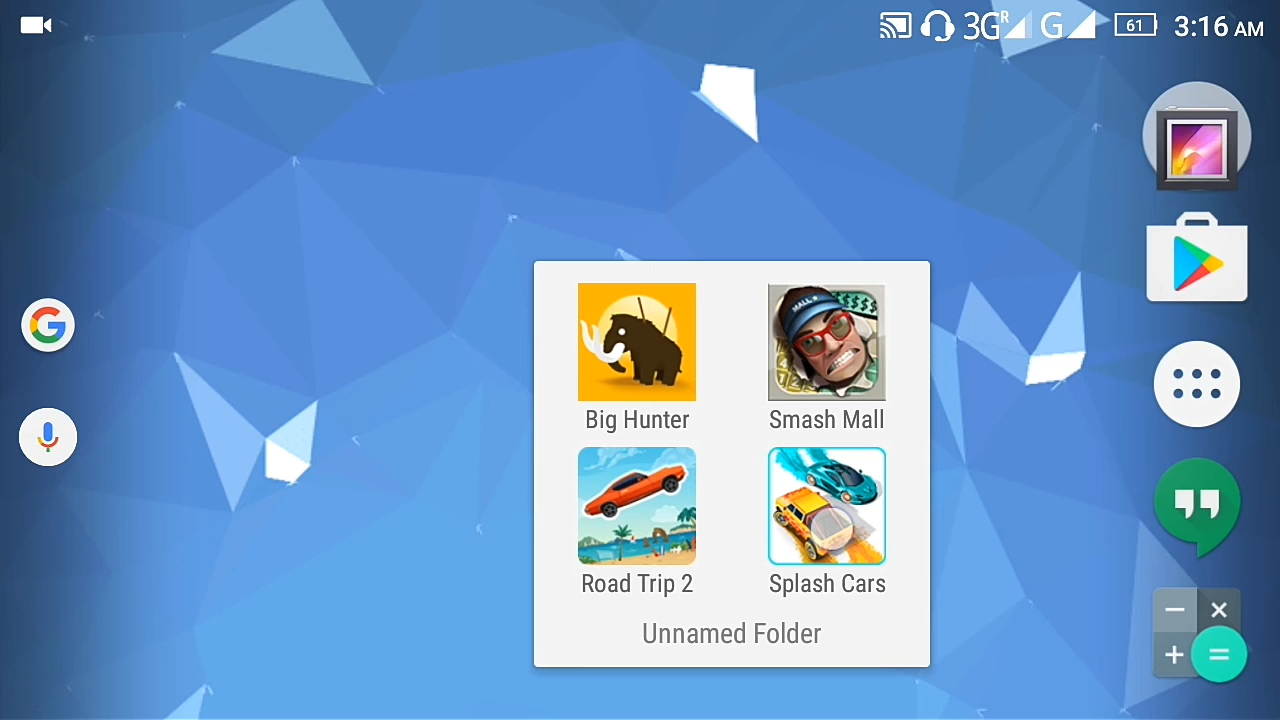 3G R G 61 3:16 AM
Big Hunter
Smash Mall
Road Trip 2
Splash Cars
Unnamed Folder